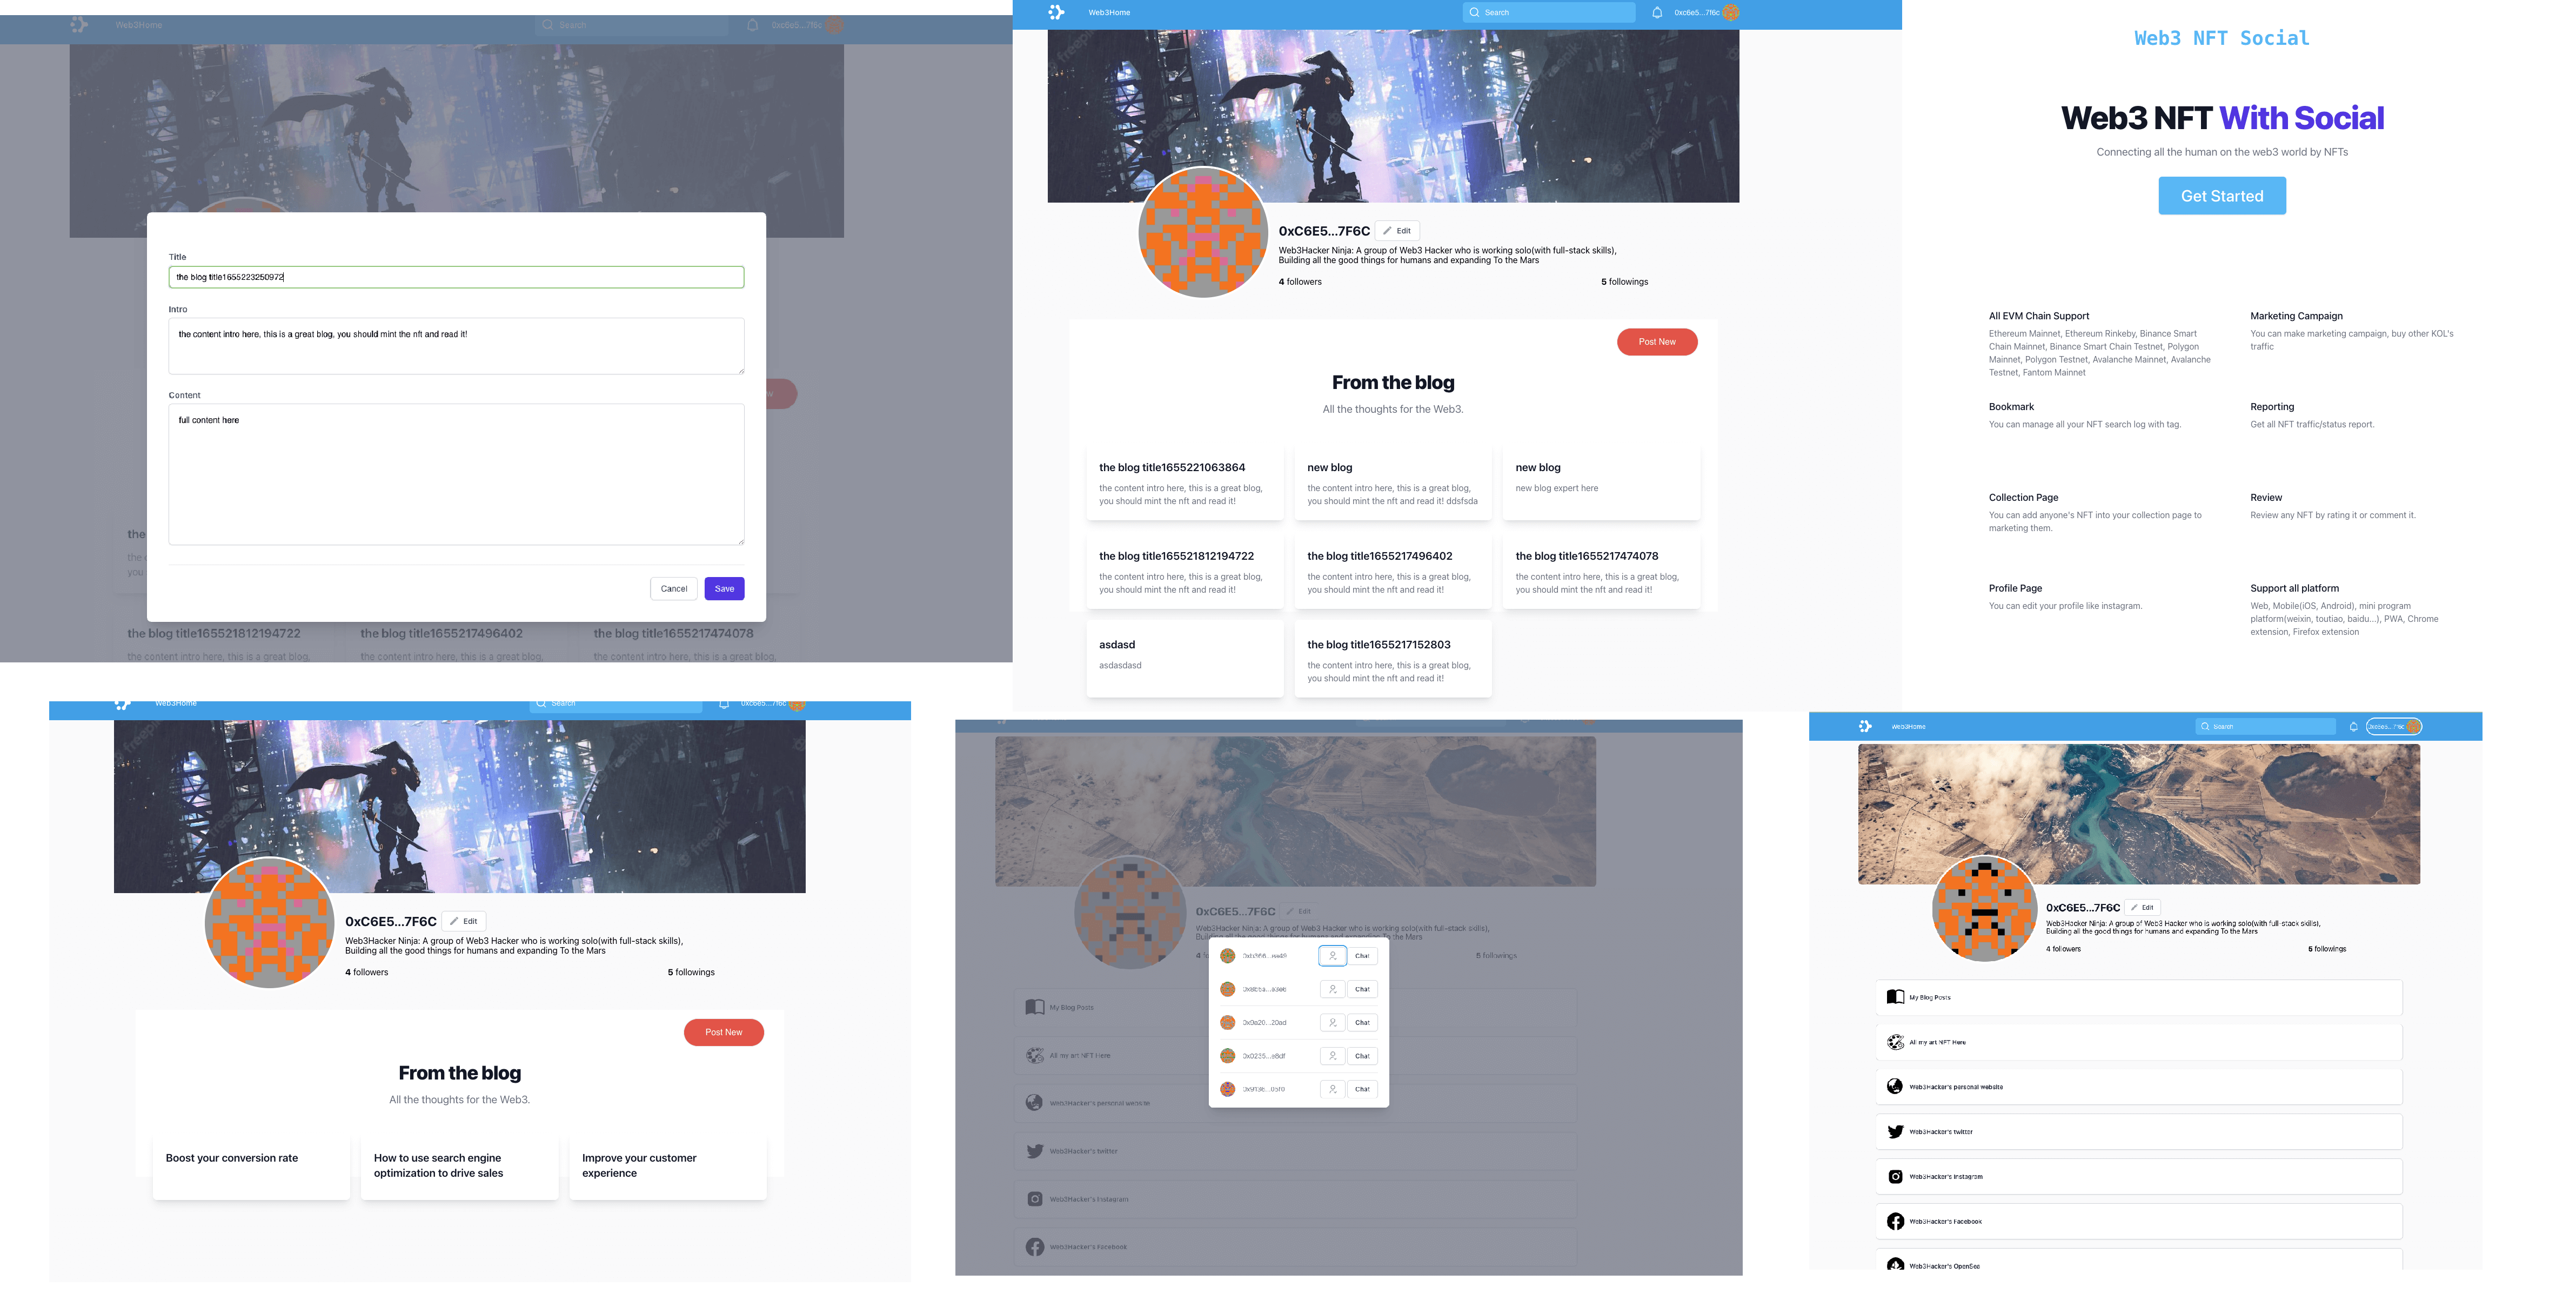 Web3Home
Search
0xc6e5...7f6c
Title
the blog title1655223250972
Intro
the content intro here, this is a great blog, you should mint the nft and read it!
Content
full content here
Cancel
Save
the
the e
you
the blog title165521812194722
the blog title1655217496402
the blog title1655217474078
the content intro here, this is a great blog,
the content intro here, this is a great blog,
the content intro here, this is a great blog,
Web3Home
Search
0xc6e5...7f6c
0xC6E5...7F6C
Edit
Web3Hacker Ninja: A group of Web3 Hacker who is working solo(with full-stack skills),
Building all the good things for humans and expanding To the Mars
4 followers
5 followings
Post New
From the blog
All the thoughts for the Web3.
the blog title1655221063864
the content intro here, this is a great blog,
you should mint the nft and read it!
new blog
the content intro here, this is a great blog,
you should mint the nft and read it! ddsfsda
new blog
new blog expert here
the blog title165521812194722
the content intro here, this is a great blog,
you should mint the nft and read it!
the blog title1655217496402
the content intro here, this is a great blog,
you should mint the nft and read it!
the blog title1655217474078
the content intro here, this is a great blog,
you should mint the nft and read it!
asdasd
asdasdasd
the blog title1655217152803
the content intro here, this is a great blog,
you should mint the nft and read it!
Web3 NFT Social
Web3 NFT With Social
Connecting all the human on the web3 world by NFTs
Get Started
All EVM Chain Support
Ethereum Mainnet, Ethereum Rinkeby, Binance Smart
Chain Mainnet, Binance Smart Chain Testnet, Polygon
Mainnet, Polygon Testnet, Avalanche Mainnet, Avalanche
Testnet, Fantom Mainnet
Marketing Campaign
You can make marketing campaign, buy other KOL's
traffic
Bookmark
You can manage all your NFT search log with tag.
Reporting
Get all NFT traffic/status report.
Collection Page
You can add anyone's NFT into your collection page to
marketing them.
Review
Review any NFT by rating it or comment it.
Profile Page
You can edit your profile like instagram.
Support all platform
Web, Mobile(iOS, Android), mini program
platform(weixin, toutiao, baidu...), PWA, Chrome
extension, Firefox extension
Web3Home
Search
0xc6e5...7f6c
0xC6E5...7F6C
Edit
Web3Hacker Ninja: A group of Web3 Hacker who is working solo(with full-stack skills),
Building all the good things for humans and expanding To the Mars
4 followers
5 followings
Post New
From the blog
All the thoughts for the Web3.
Boost your conversion rate
How to use search engine
optimization to drive sales
Improve your customer
experience
0xC6E5...7F6C
Edit
Web3Hacker Ninja: A group of Web3 Hacker who is working solo(with full-stack skills),
Building all the good things for humans and expanding To the Mars
5 followings
Chat
Chat
0x9a20...20ad
Chat
Chat
Chat
My Blog Posts
All my art NFT Here
Web3Hacker's personal website
Web3Hacker's twitter
Web3Hacker's Instagram
Web3Hacker's Facebook
Web3Home
Search
0xc6e5...7f6c
0xC6E5...7F6C
Edit
Web3Hacker Ninja: A group of Web3 Hacker who is working solo(with full-stack skills),
Building all the good things for humans and expanding To the Mars
4 followers
5 followings
My Blog Posts
All my art NFT Here
Web3Hacker's personal website
Web3Hacker's twitter
Web3Hacker's Instagram
Web3Hacker's Facebook
Web3Hacker's OpenSea